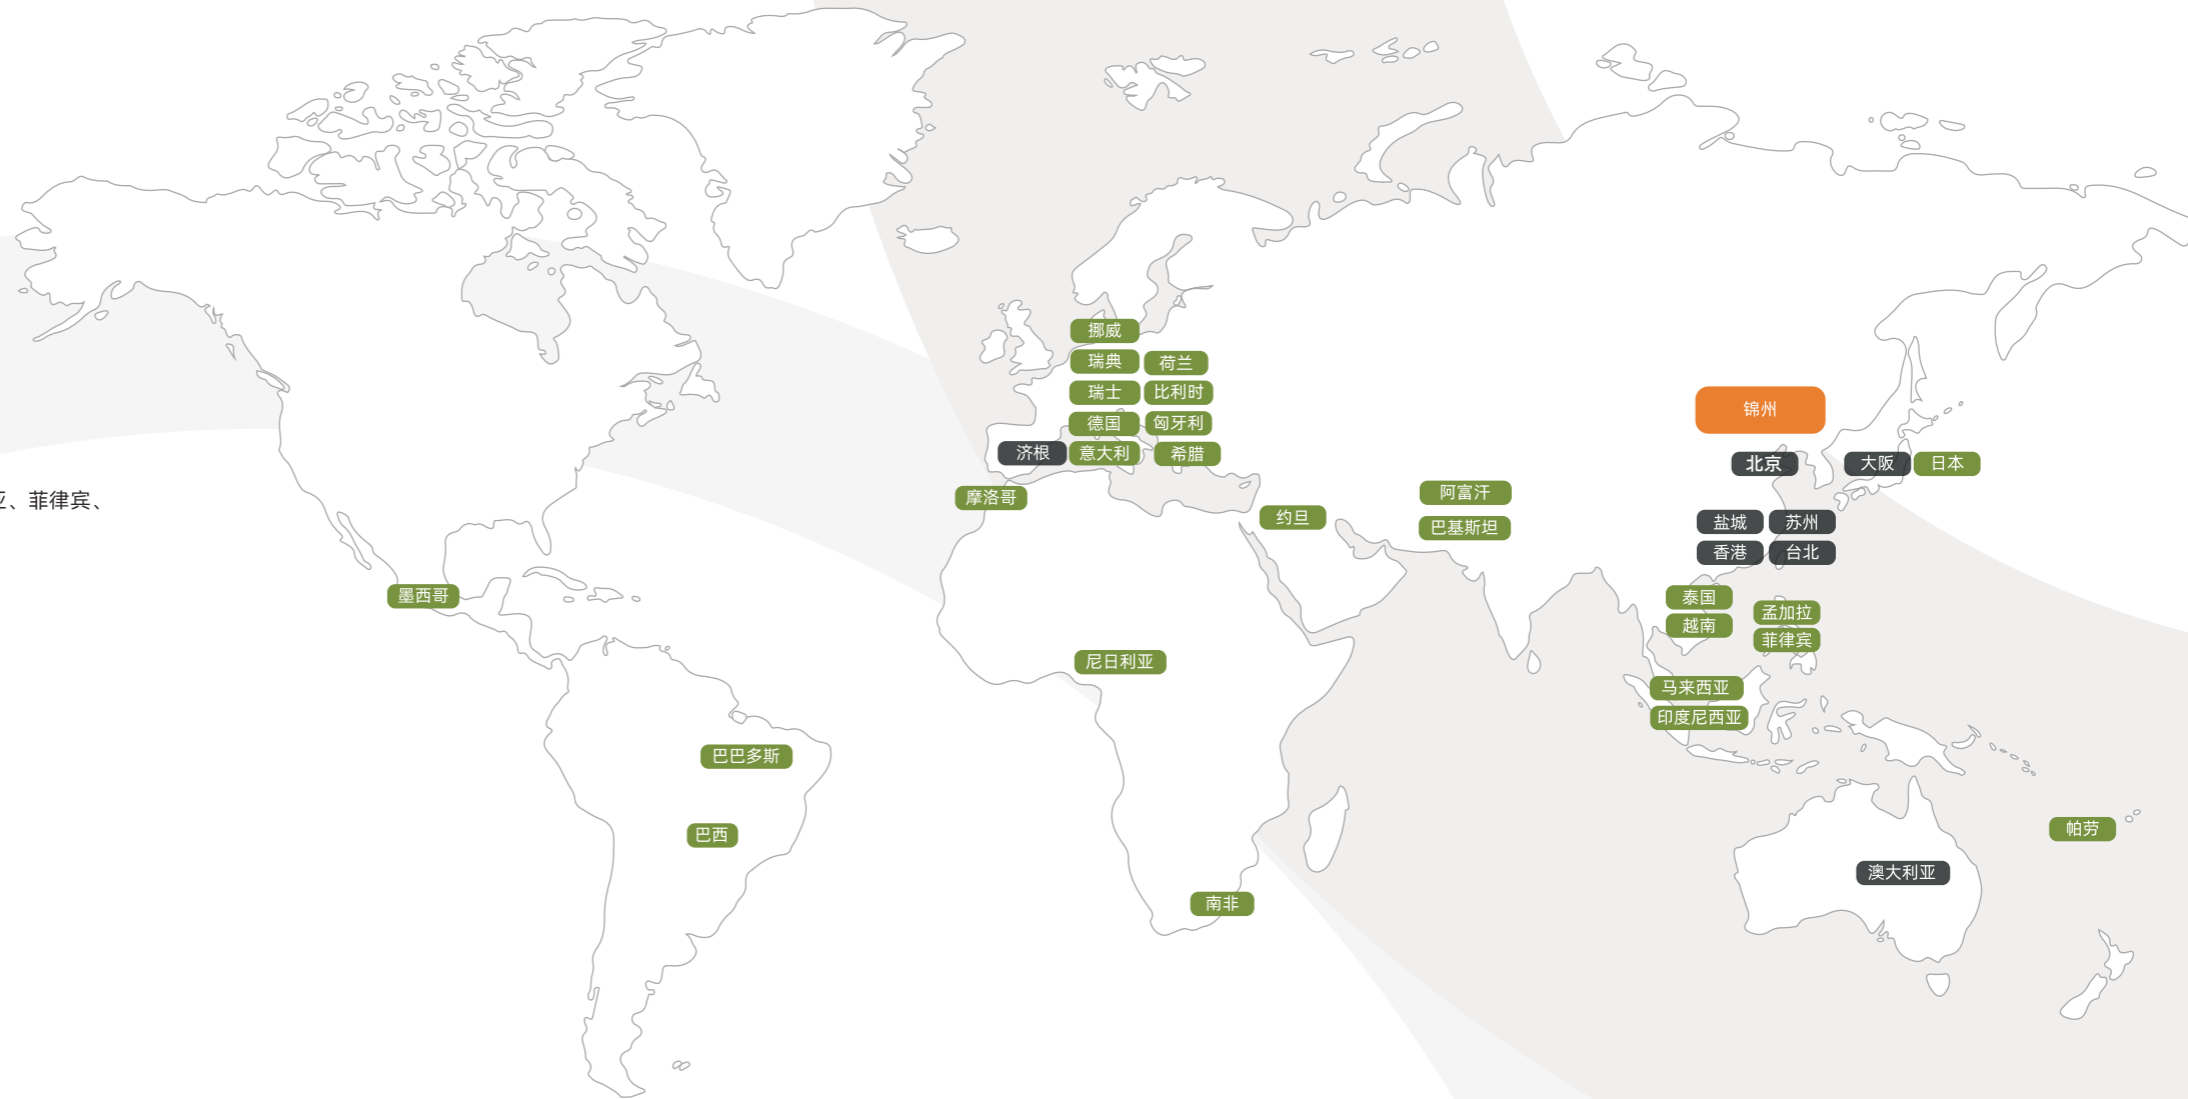 挪威
瑞典 荷兰
瑞士 比利时
锦州
德国 匈牙利
济根 意大利 希腊
北京 大阪 日本
、菲律宾、
摩洛哥
阿富汗
约旦
巴基斯坦
盐城 苏州
香港 台北
墨西哥
泰国
孟加拉
越南
菲律宾
尼日利亚
马来西亚
印度尼西亚
巴巴多斯
帕劳
巴西
澳大利亚
南非